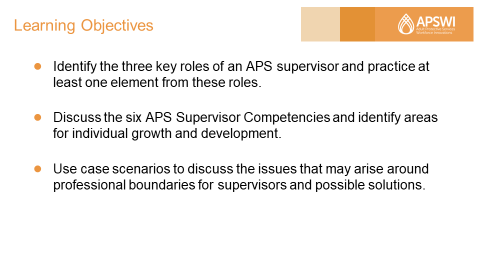 Learning Objectives
APSWI
Identify the three key roles of an APS supervisor and practice at
least one element from these roles.
Discuss the six APS Supervisor Competencies and identify areas
for individual growth and development.
Use case scenarios to discuss the issues that may arise around
professional boundaries for supervisors and possible solutions.